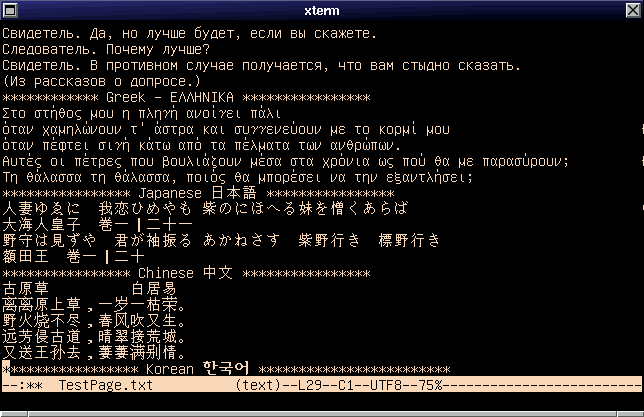 xterm
Свидетель. Да, но лучше будет, если вы скажете.
Следователь. Почему лучше?
Свидетель. В противном случае получается, что вам стыдно сказать.
(Из рассказов о допросе.)
************ Greek - ΕΛΛΗΝΙΚΑ ****************
Στο στήθος μου η πληγή ανοίγει πάλι
όταν χαμηλώνουν τ' άστρα και συγγενεύουν με το κορμί μου
όταν πέφτει σιγή κάτω από τα πέλματα των ανθρώπων.
Αυτές οι πέτρες που βουλιάζουν μέσα στα χρόνια ως πού θα με παρασύρουν;
Τη θάλασσα τη θάλασσα, ποιός θα μπορέσει να την εξαντλήσει;
**************** Japanese 日本語 ****************
人妻ゆゑに 我恋ひめやも 紫のにほへる妹を憎くあらば
大海人皇子 巻一|二十一
野守は見ずや 君が袖振る あかねさす 紫野行き 標野行き
額田王 巻一|二十
**************** Chinese 中文 ****************
古原草 白居易
离离原上草，一岁一枯荣。
野火烧不尽，春风吹又生。
远芳侵古道，晴翠接荒城。
又送王孙去，萋萋满别情。
***************** Korean 한국어 ************************
--:** TestPage.txt (text)--L29--C1--UTF8--75%--------------------